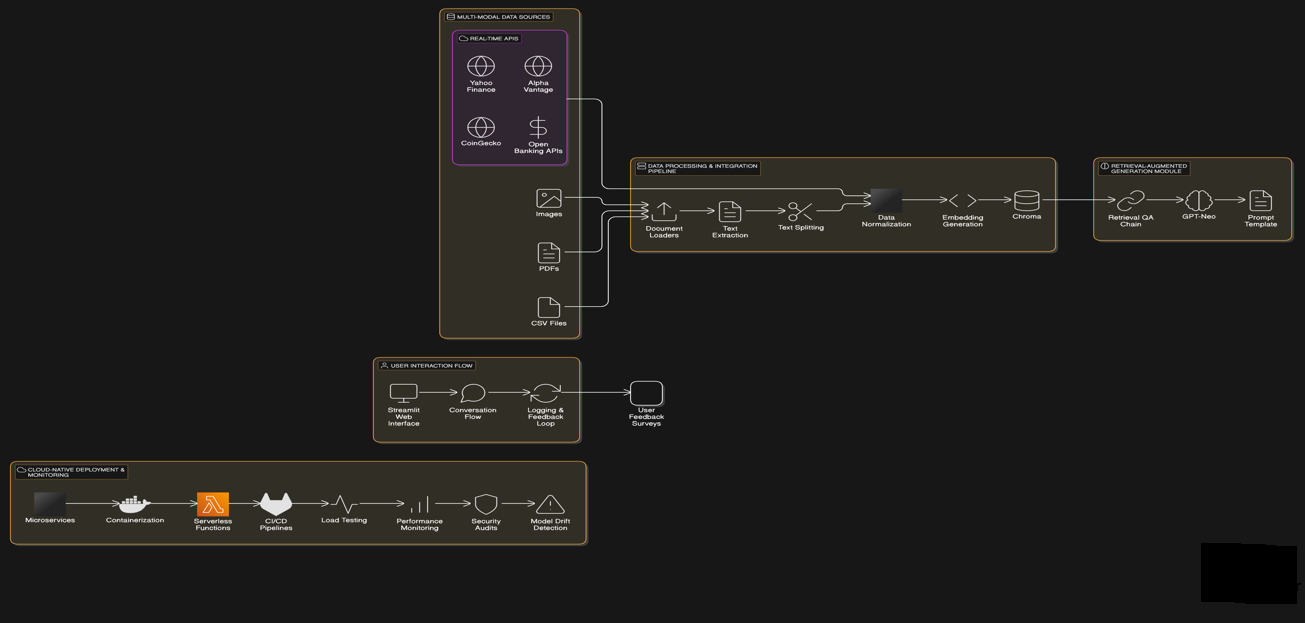 MULTI-MODAL DATA SOURCES
REAL-TIME APIS
Yahoo
Finance
Alpha
Vantage
CoinGecko
Open
Banking APIs
Images
PDFs
CSV Files
DATA PROCESSING & INTEGRATION
PIPELINE
Document
Loaders
Text
Extraction
Text Splitting
Data
Normalization
Embedding
Generation
Chroma
RETRIEVAL-AUGMENTED
GENERATION MODULE
Retrieval QA
Chain
GPT-Neo
Prompt
Template
USER INTERACTION FLOW
Streamlit
Web
Interface
Conversation
Flow
Logging &
Feedback
Loop
User
Feedback
Surveys
CLOUD-NATIVE DEPLOYMENT &
MONITORING
Microservices
Containerization
Serverless
Functions
CI/CD
Pipelines
Load Testing
Performance
Monitoring
Security
Audits
Model Drift
Detection